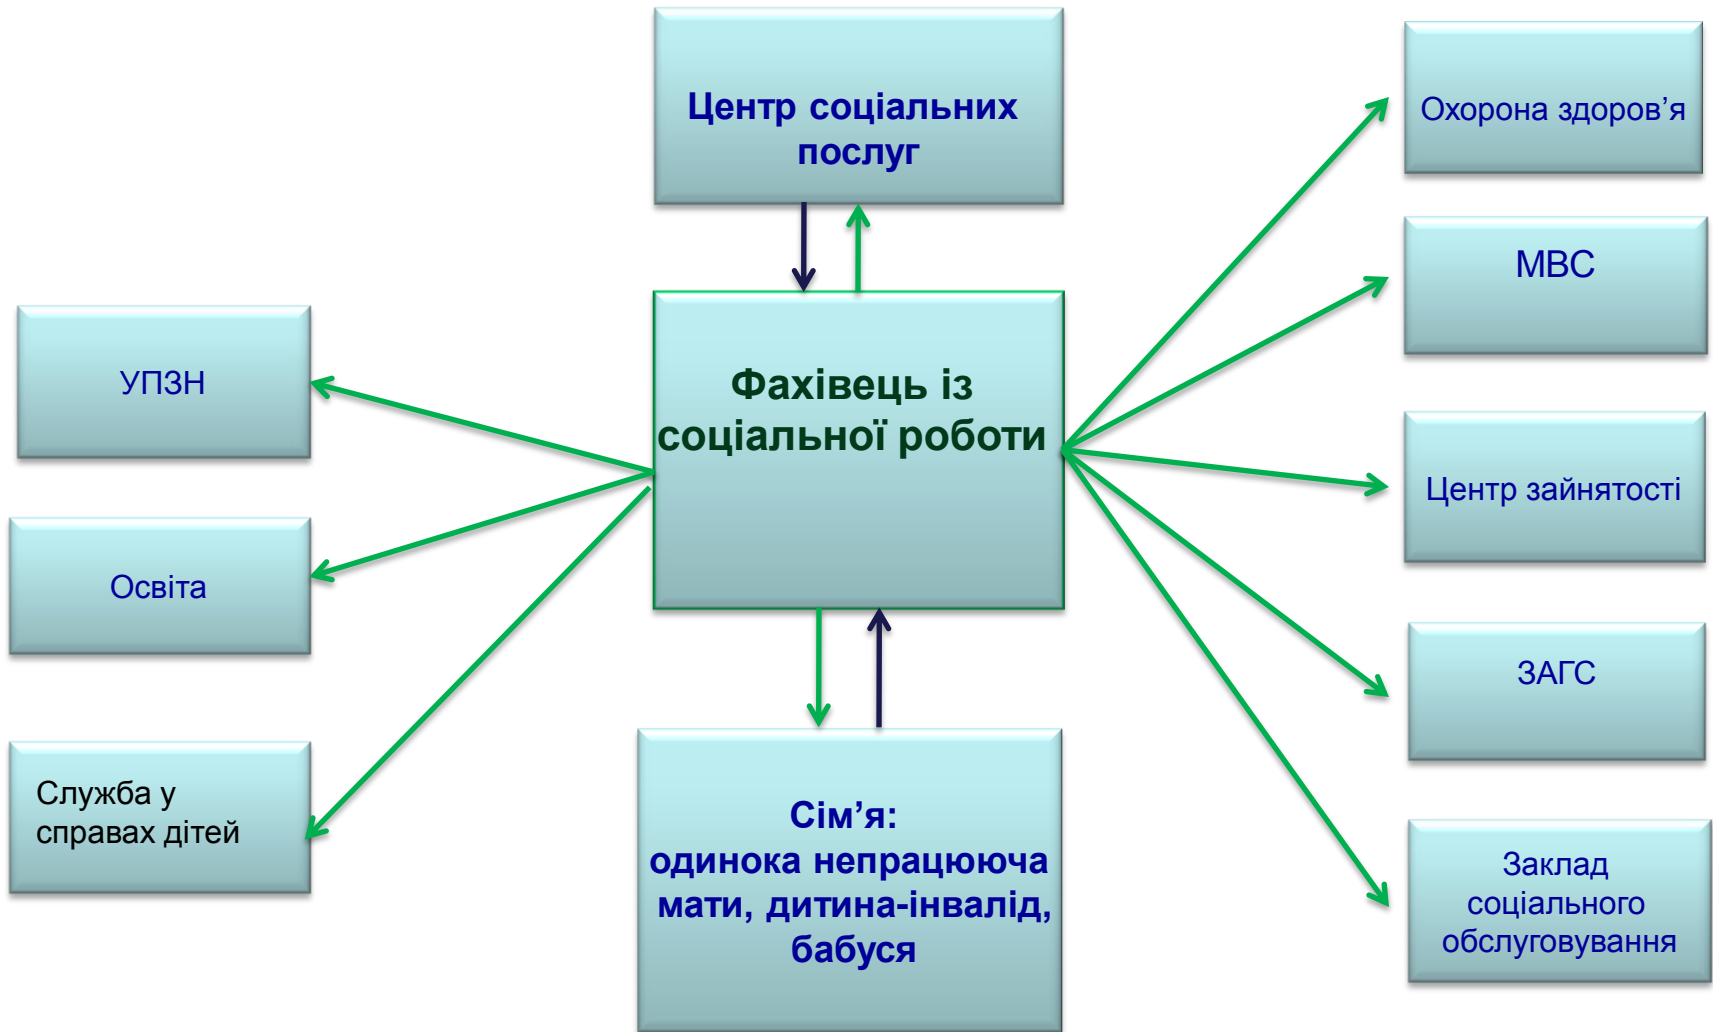 Центр соціальних
послуг
Охорона здоров’я
МВС
УПЗН
Фахівець із
соціальної роботи
Центр зайнятості
Освіта
ЗАГС
Служба у
справах дітей
Сім’я:
одинока непрацююча
мати, дитина-інвалід,
бабуся
Заклад
соціального
обслуговування